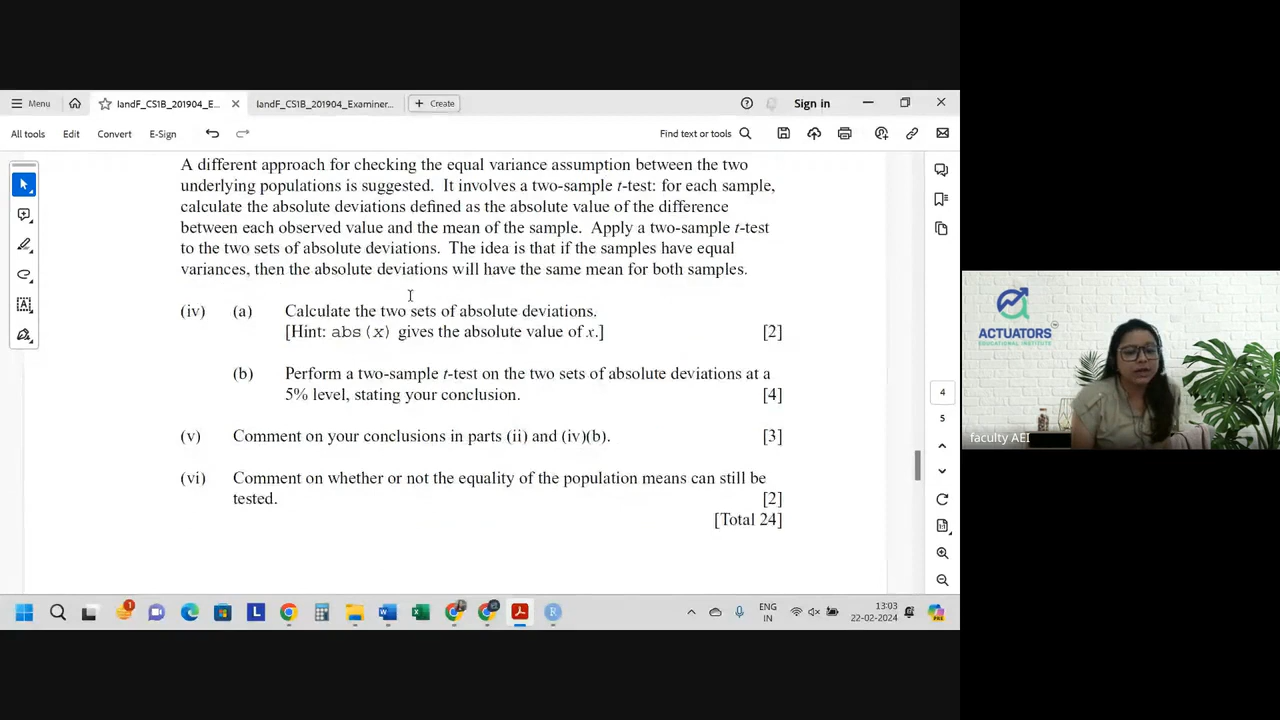 Menu
IandF_CS1B_201904_E...
IandF_CS1B_201904_Examiner...
Create
Sign in
All tools
Edit
Convert
E-Sign
Find text or tools
A different approach for checking the equal variance assumption between the two
underlying populations is suggested. It involves a two-sample t-test: for each sample,
calculate the absolute deviations defined as the absolute value of the difference
between each observed value and the mean of the sample. Apply a two-sample t-test
to the two sets of absolute deviations. The idea is that if the samples have equal
variances, then the absolute deviations will have the same mean for both samples.
(iv) (a) Calculate the two sets of absolute deviations.
[Hint: abs(x) gives the absolute value of x.] [2]
(b) Perform a two-sample t-test on the two sets of absolute deviations at a
5% level, stating your conclusion. [4]
(v) Comment on your conclusions in parts (ii) and (iv)(b). [3]
(vi) Comment on whether or not the equality of the population means can still be
tested. [2]
[Total 24]
4
5
ACTUATORS
EDUCATIONAL INSTITUTE
faculty AEI
ENG
IN
13:03
22-02-2024